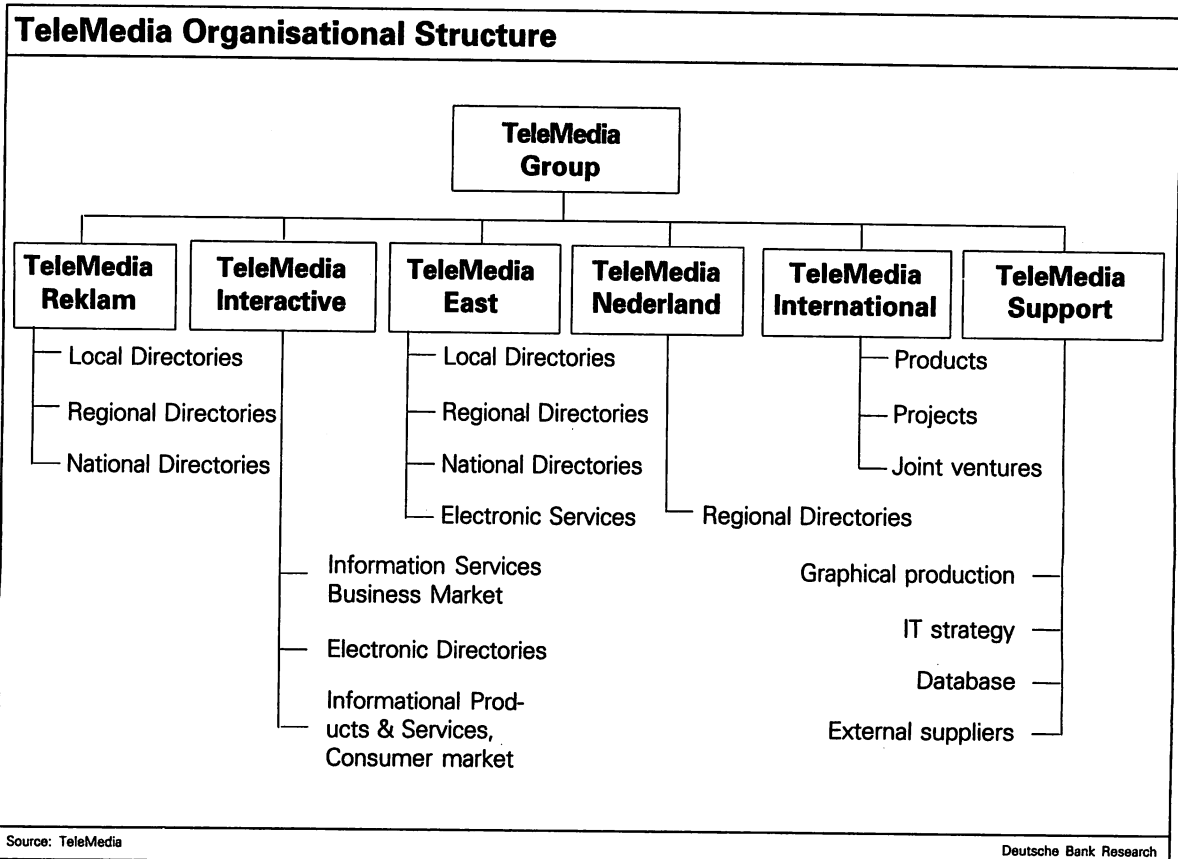 TeleMedia Organisational Structure
TeleMedia
Group
TeleMedia
Reklam
TeleMedia
Interactive
TeleMedia
East
TeleMedia
Nederland
TeleMedia
International
TeleMedia
Support
Local Directories
Regional Directories
National Directories
Information Services
Business Market
Electronic Directories
Informational Prod-
ucts & Services,
Consumer market
Local Directories
Regional Directories
National Directories
Electronic Services
Regional Directories
Products
Projects
Joint ventures
Graphical production
IT strategy
Database
External suppliers
Source: TeleMedia
Deutsche Bank Research